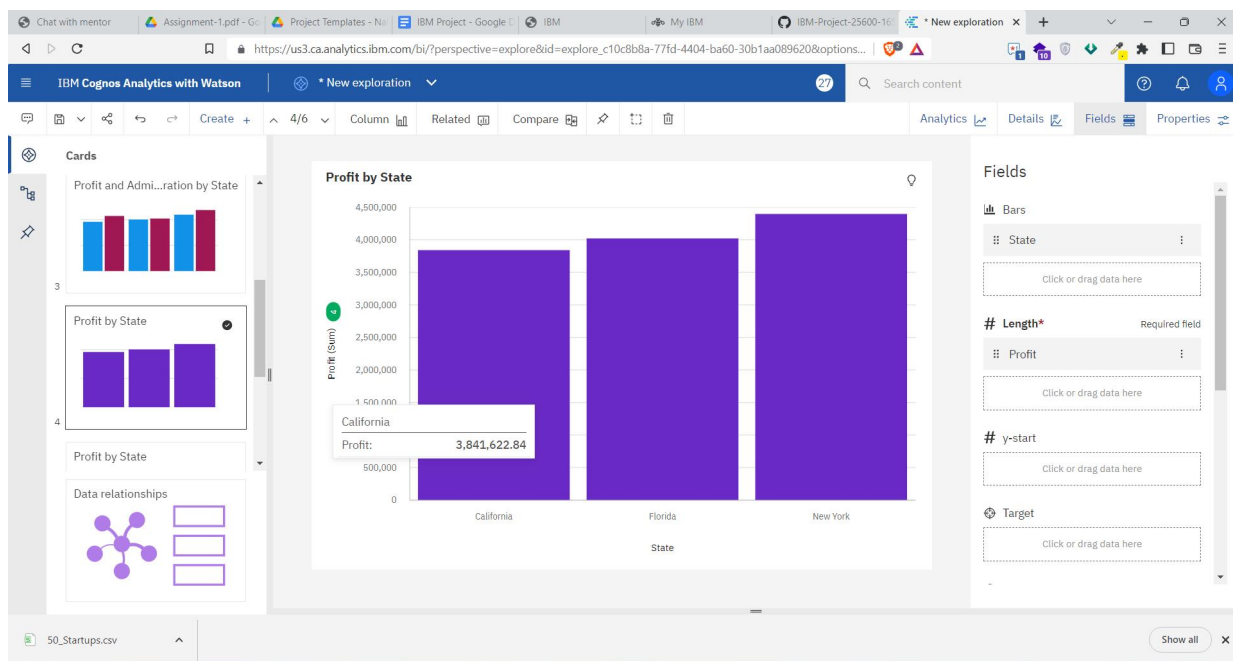 Chat with mentor
Assignment-1.pdf - Go
Project Templates - Na
IBM Project - Google D
IBM
My IBM
IBM-Project-25600-16
* New exploration
https://us3.ca.analytics.ibm.com/bi/?perspective=explore&id=explore_c10c8b8a-77fd-4404-ba60-30b1aa089620&options...
2
1
10
IBM Cognos Analytics with Watson
* New exploration
27
Search content
Create +
4/6
Column
Related
Compare
Analytics
Details
Fields
Properties
Cards
Profit and Admi...ration by State
3
Profit by State
4
Profit by State
Data relationships
Profit by State
4,500,000
4,000,000
3,500,000
3,000,000
2,500,000
2,000,000
1,500,000
500,000
0
Profit (Sum)
California
Profit: 3,841,622.84
California
Florida
New York
State
Fields
Bars
State
Click or drag data here
# Length*
Required field
Profit
Click or drag data here
# y-start
Click or drag data here
Target
Click or drag data here
50_Startups.csv
Show all